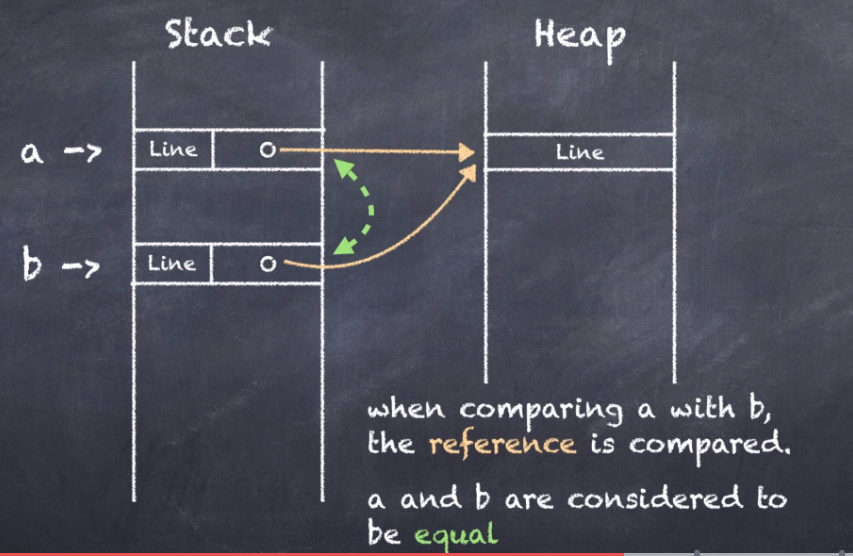 Stack
Heap
a -> Line
Line
b -> Line
when comparing a with b,
the reference is compared.
a and b are considered to
be equal